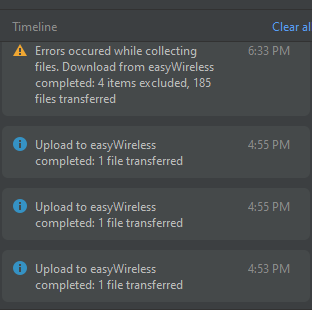 Timeline
Clear al
Errors occured while collecting 6:33 PM
files. Download from easyWireless
completed: 4 items excluded, 185
files transferred
Upload to easyWireless 4:55 PM
completed: 1 file transferred
Upload to easyWireless 4:55 PM
completed: 1 file transferred
Upload to easyWireless 4:53 PM
completed: 1 file transferred